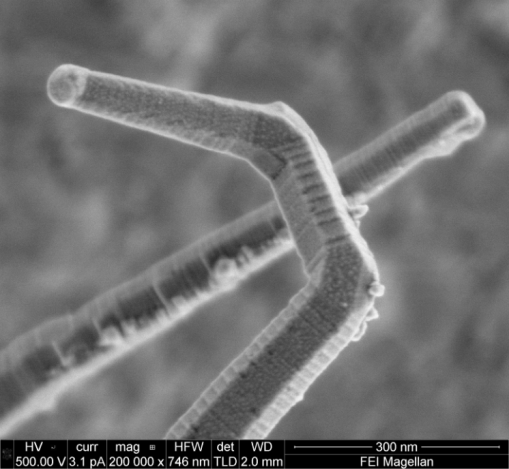 HV curr mag HFW det WD 300 nm
500.00 V 3.1 pA 200 000 x 746 nm TLD 2.0 mm FEI Magellan